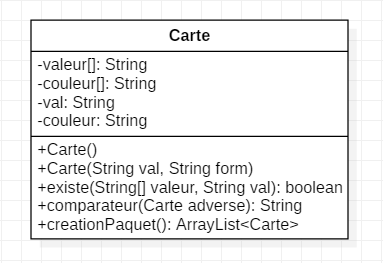 Carte
-valeur[]: String
-couleur[]: String
-val: String
-couleur: String
+Carte()
+Carte(String val, String form)
+existe(String[] valeur, String val): boolean
+comparateur(Carte adverse): String
+creationPaquet(): ArrayList<Carte>